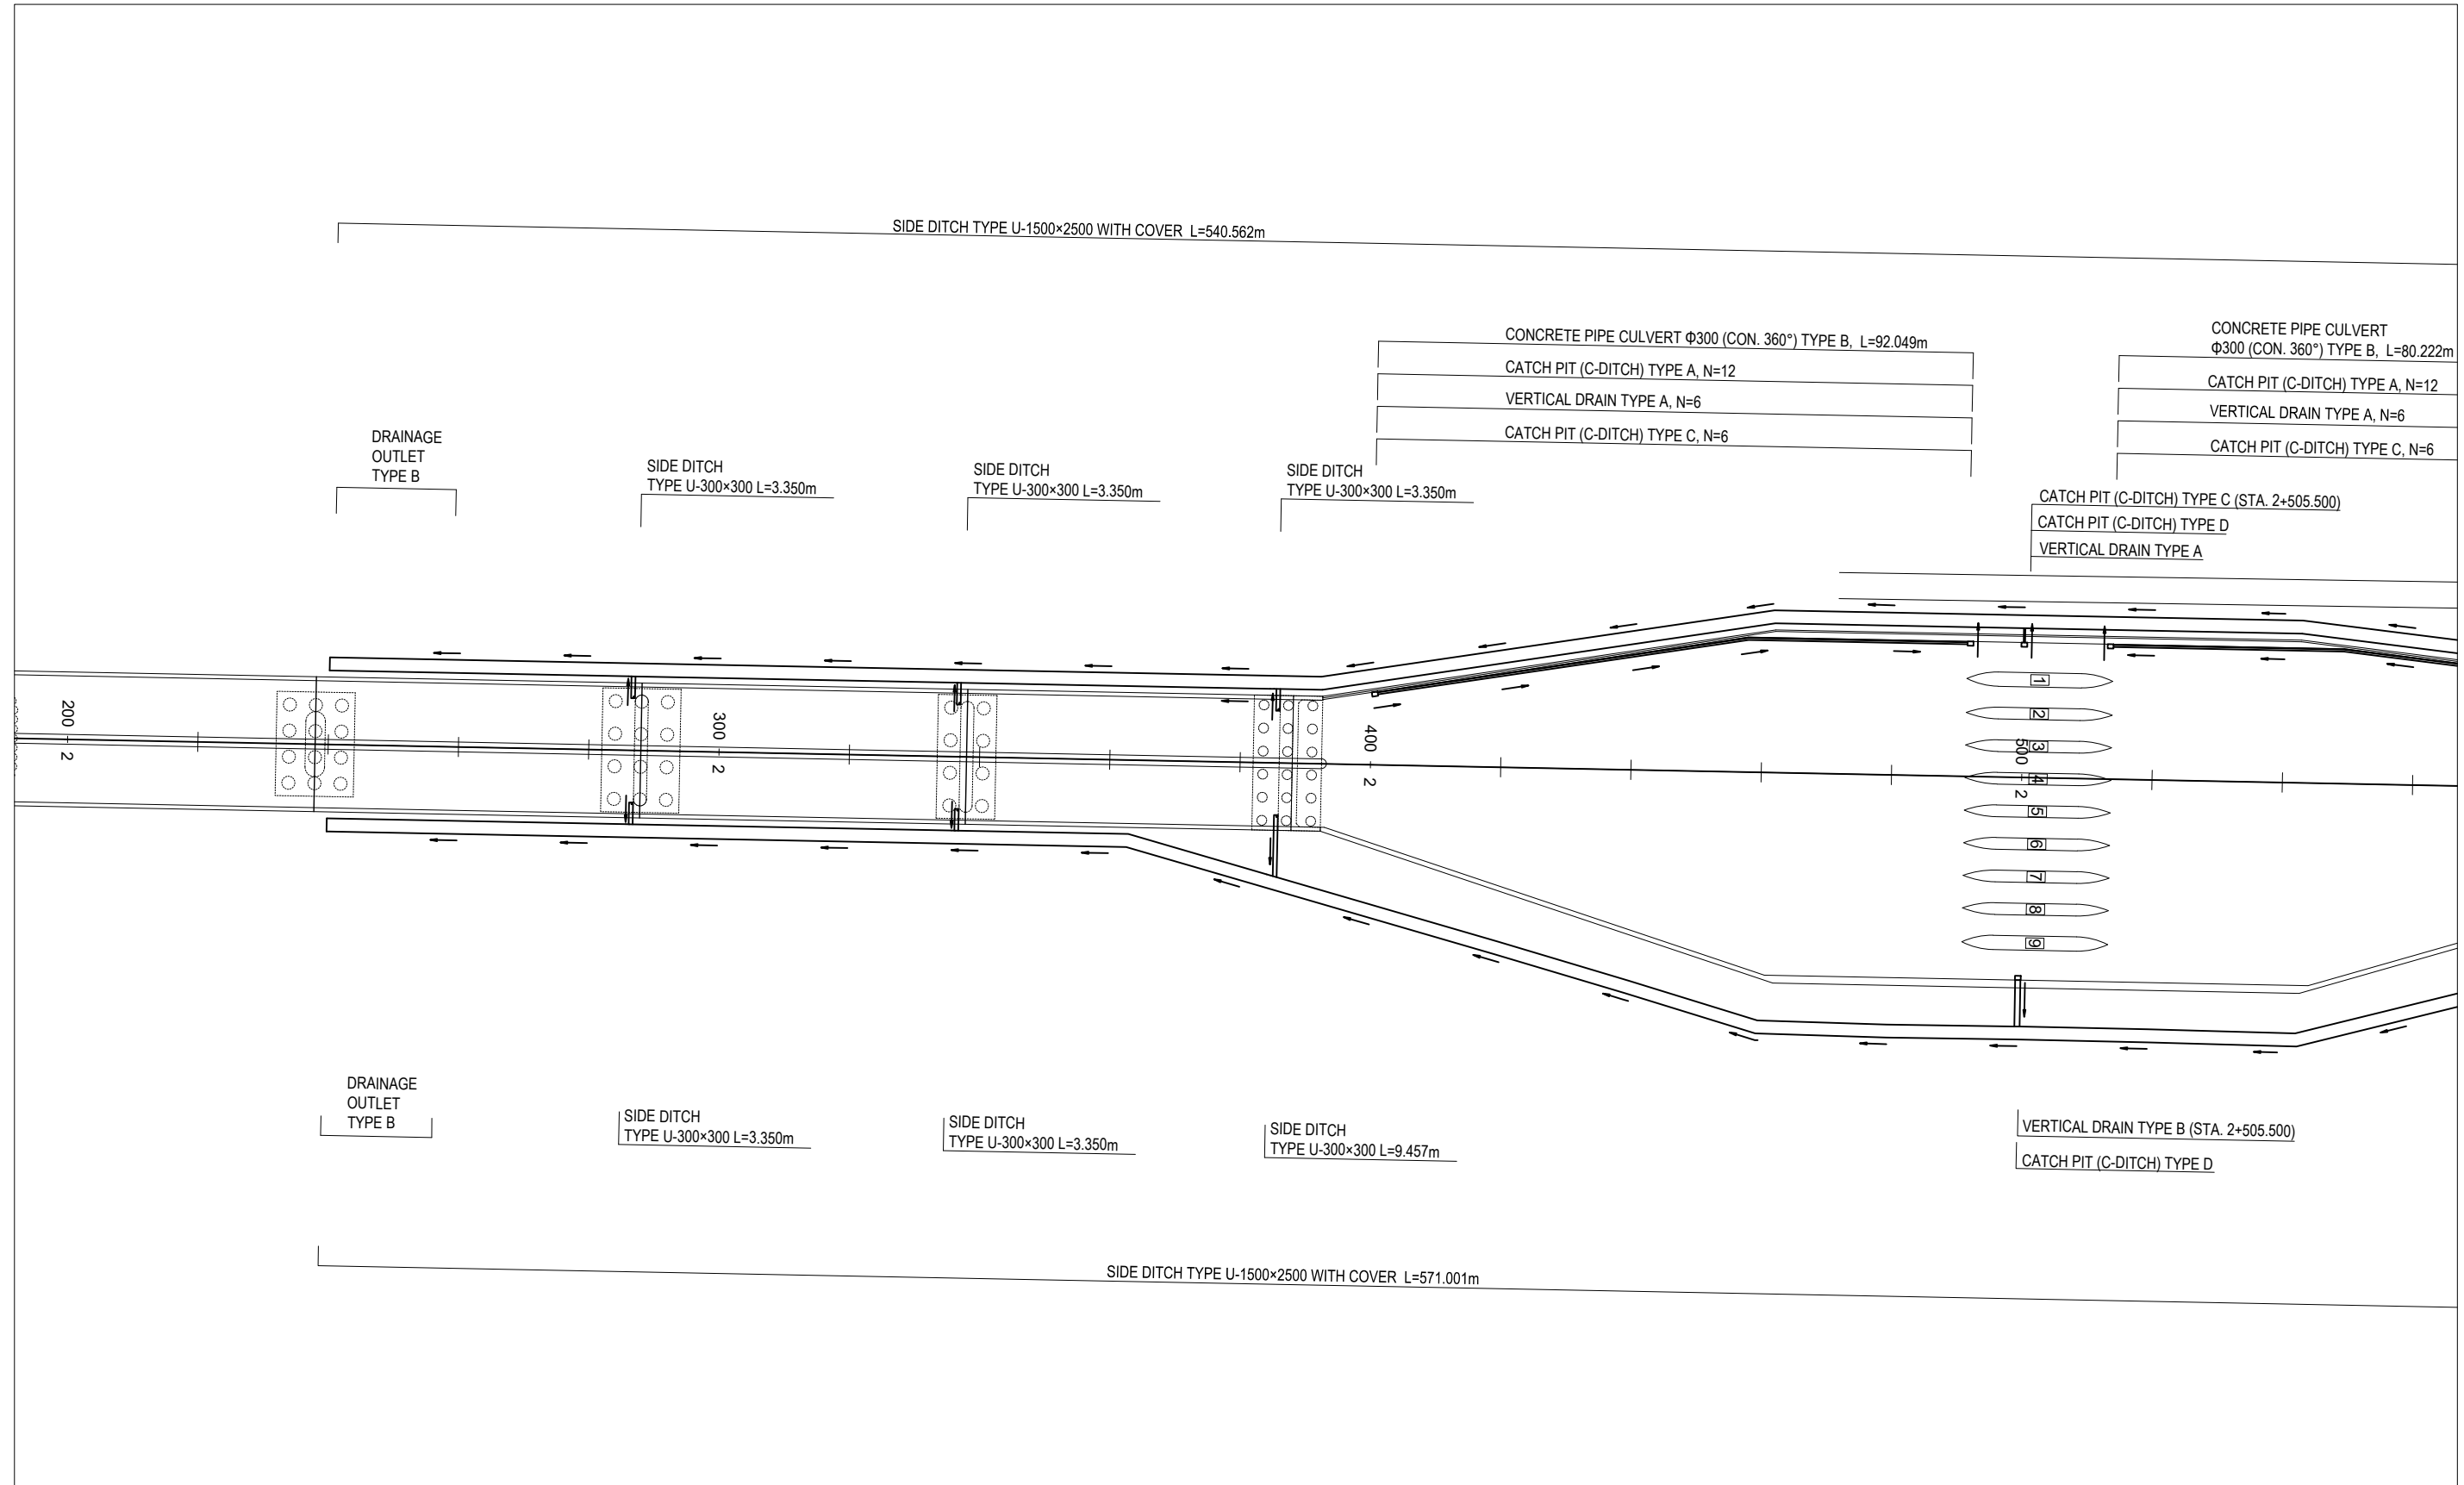 SIDE DITCH TYPE U-1500×2500 WITH COVER L=540.562m
CONCRETE PIPE CULVERT Φ300 (CON. 360°) TYPE B, L=92.049m
CATCH PIT (C-DITCH) TYPE A, N=12
VERTICAL DRAIN TYPE A, N=6
CATCH PIT (C-DITCH) TYPE C, N=6
CONCRETE PIPE CULVERT
Φ300 (CON. 360°) TYPE B, L=80.222m
CATCH PIT (C-DITCH) TYPE A, N=12
VERTICAL DRAIN TYPE A, N=6
CATCH PIT (C-DITCH) TYPE C, N=6
DRAINAGE
OUTLET
TYPE B
SIDE DITCH
TYPE U-300×300 L=3.350m
SIDE DITCH
TYPE U-300×300 L=3.350m
SIDE DITCH
TYPE U-300×300 L=3.350m
CATCH PIT (C-DITCH) TYPE C (STA. 2+505.500)
CATCH PIT (C-DITCH) TYPE D
VERTICAL DRAIN TYPE A
2 200
2 300
2 400
2 500
1
2
3
4
5
6
7
8
9
DRAINAGE
OUTLET
TYPE B
SIDE DITCH
TYPE U-300×300 L=3.350m
SIDE DITCH
TYPE U-300×300 L=3.350m
SIDE DITCH
TYPE U-300×300 L=9.457m
VERTICAL DRAIN TYPE B (STA. 2+505.500)
CATCH PIT (C-DITCH) TYPE D
SIDE DITCH TYPE U-1500×2500 WITH COVER L=571.001m